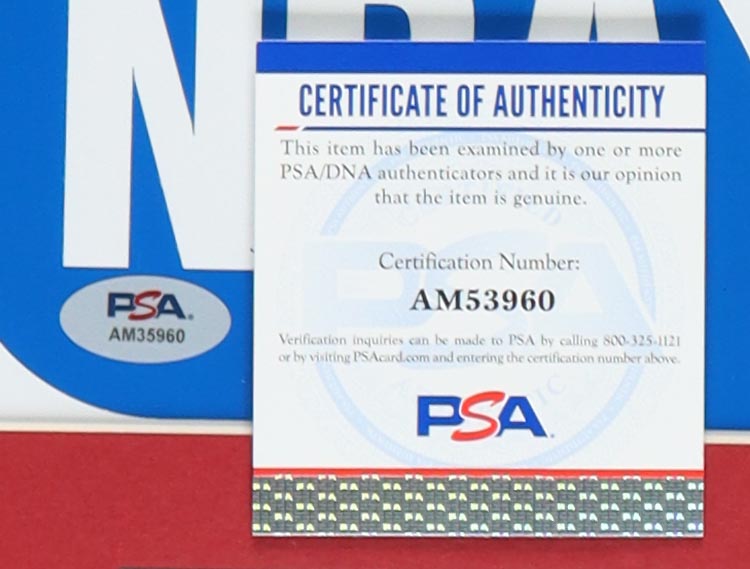 NBA
CERTIFICATE OF AUTHENTICITY
This item has been examined by one or more
PSA/DNA authenticators and it is our opinion
that the item is genuine.
Certification Number:
AM53960
Verification inquiries can be made to PSA by calling 800-325-1121
or by visiting PSAcard.com and entering the certification number above.
PSA
PSA
AM35960